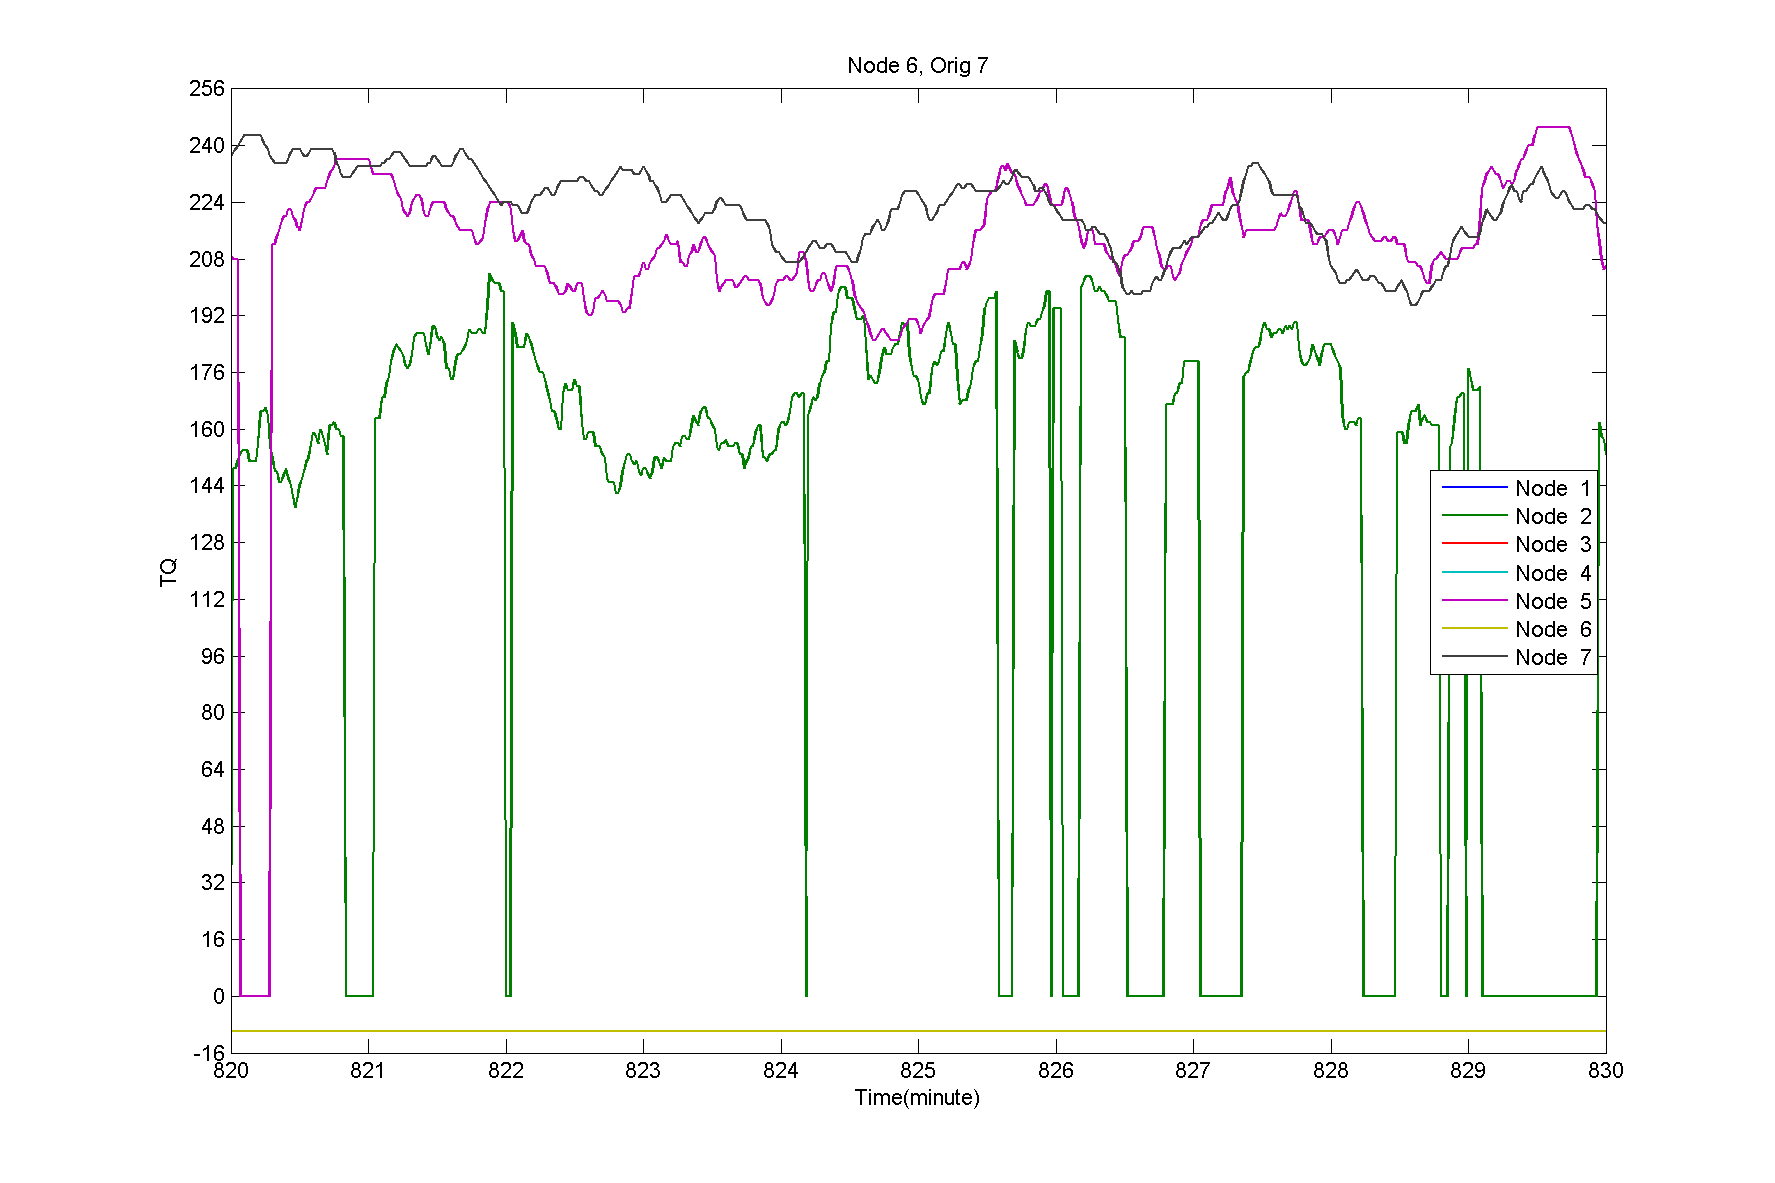 Node 6, Orig 7
256
240
224
208
192
176
160
144
128
112
96
80
64
48
32
16
0
-16
TQ
Node 1
Node 2
Node 3
Node 4
Node 5
Node 6
Node 7
820 821 822 823 824 825 826 827 828 829 830
Time(minute)